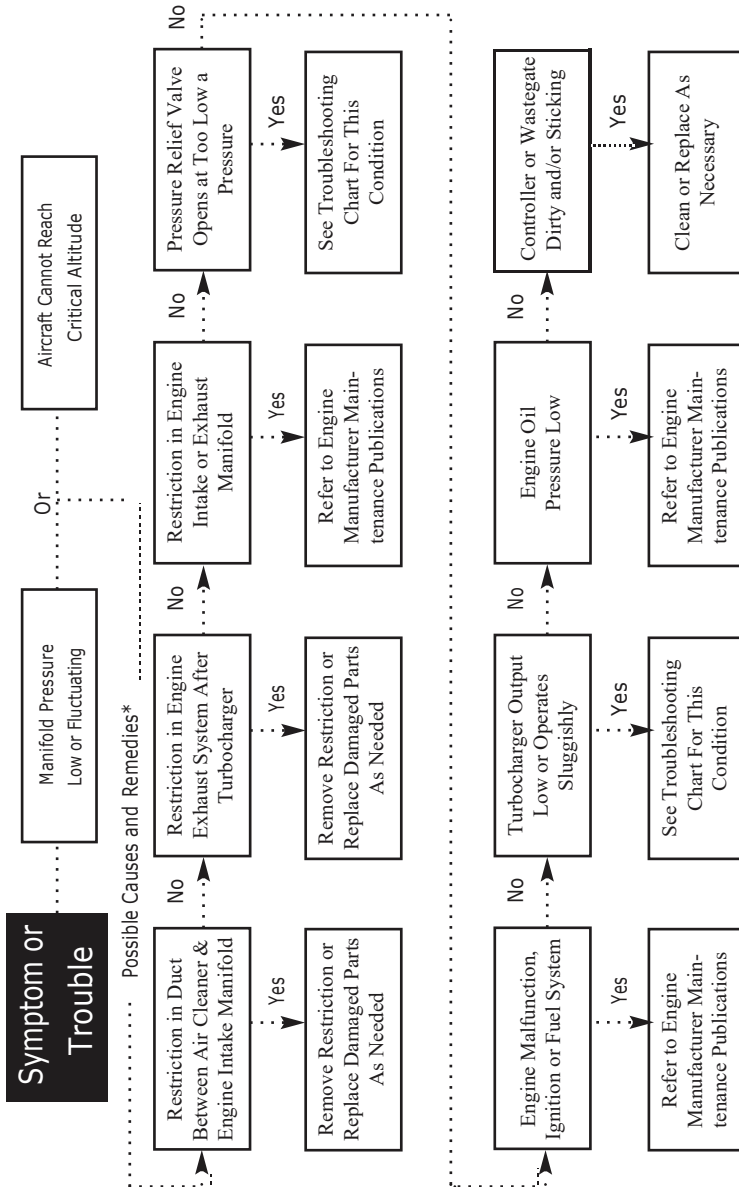 Symptom or
Trouble
Manifold Pressure
Low or Fluctuating
Or
Aircraft Cannot Reach
Critical Altitude
Possible Causes and Remedies*
Restriction in Duct
Between Air Cleaner &
Engine Intake Manifold
No
Restriction in Engine
Exhaust System After
Turbocharger
No
Restriction in Engine
Intake or Exhaust
Manifold
No
Pressure Relief Valve
Opens at Too Low a
Pressure
No
Yes
Yes
Yes
Yes
Remove Restriction or
Replace Damaged Parts
As Needed
Remove Restriction or
Replace Damaged Parts
As Needed
Refer to Engine
Manufacturer Main-
tenance Publications
See Troubleshooting
Chart For This
Condition
Engine Malfunction,
Ignition or Fuel System
No
Turbocharger Output
Low or Operates
Sluggishly
No
Engine Oil
Pressure Low
No
Controller or Wastegate
Dirty and/or Sticking
Yes
Yes
Yes
Yes
Refer to Engine
Manufacturer Main-
tenance Publications
See Troubleshooting
Chart For This
Condition
Refer to Engine
Manufacturer Main-
tenance Publications
Clean or Replace As
Necessary